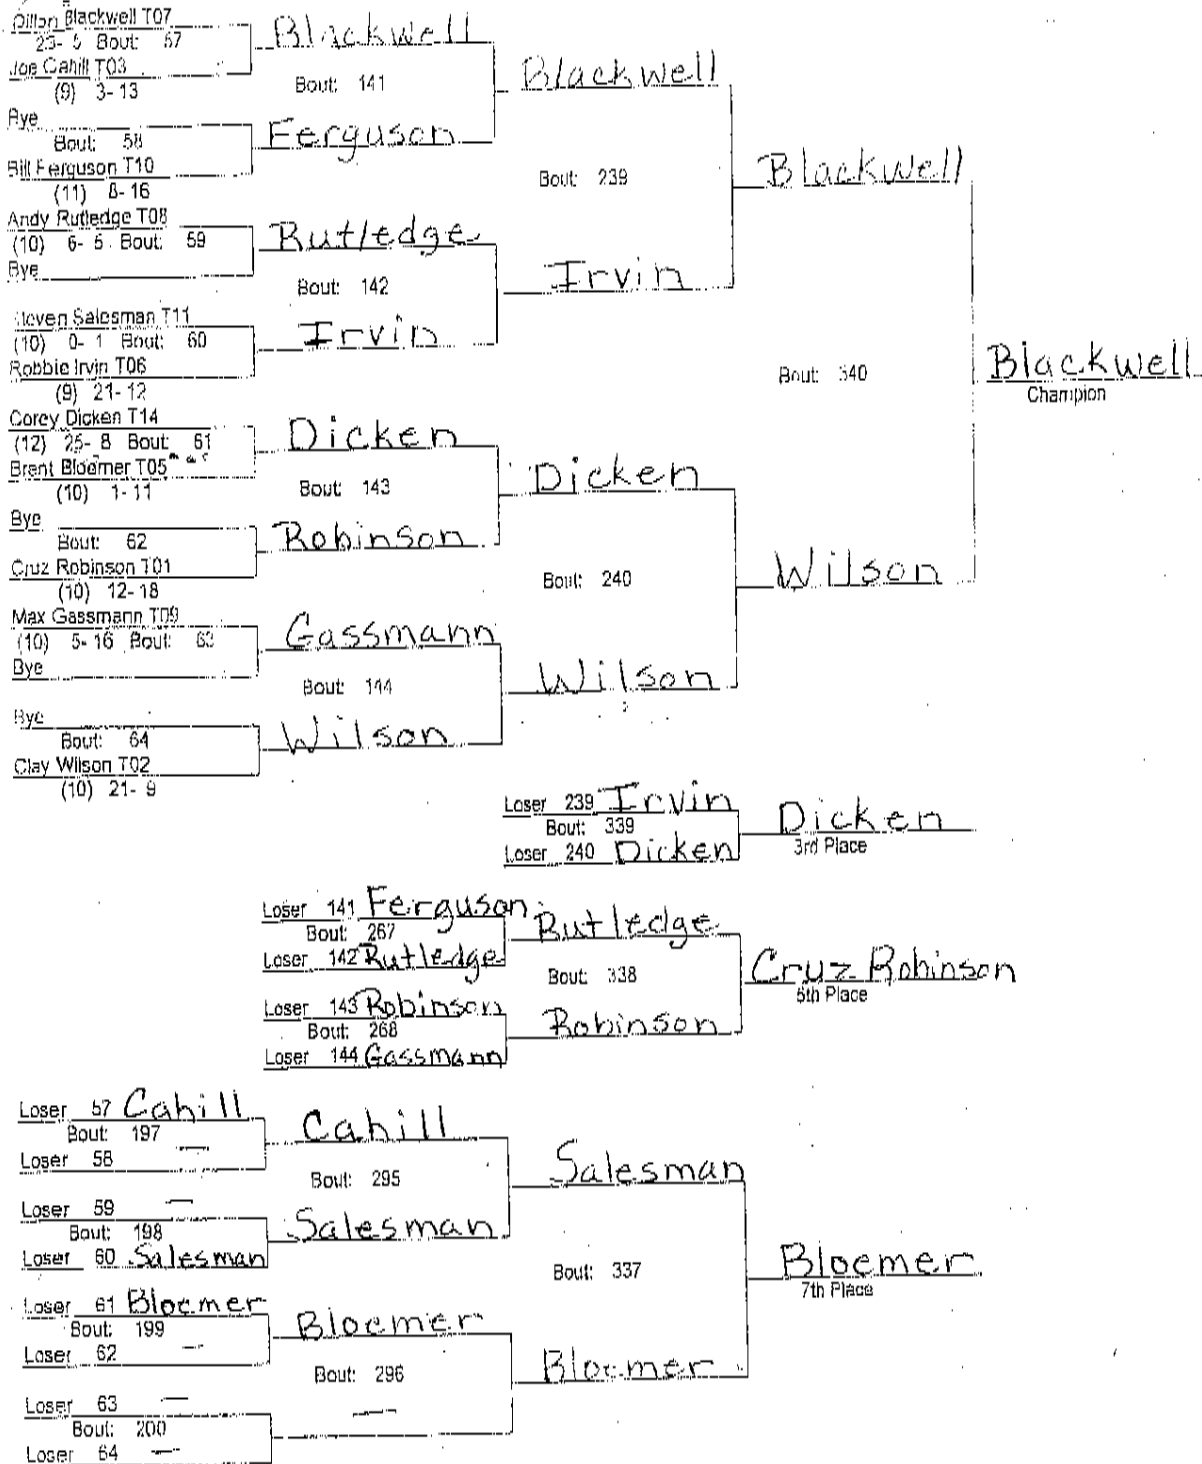 Dillon Blackwell T07
23- 5 Bout: 57
Joe Cahill T03
(9) 3- 13
Bye
Bout: 58
Bill Ferguson T10
(11) 8- 16
Andy Rutledge T08
(10) 6- 5 Bout: 59
Bye
Steven Salesman T11
(10) 0- 1 Bout: 60
Robbie Irvin T06
(9) 21- 12
Corey Dicken T14
(12) 25- 8 Bout: 61
Brent Bloemer T05
(10) 1- 11
Bye
Bout: 62
Cruz Robinson T01
(10) 12- 18
Max Gassmann T09
(10) 5- 16 Bout: 63
Bye
Bye
Bout: 64
Clay Wilson T02
(10) 21- 9
Blackwell
Bout: 141
Ferguson
Rutledge
Bout: 142
Irvin
Dicken
Bout: 143
Robinson
Gassmann
Bout: 144
Wilson
Blackwell
Bout: 239
Irvin
Dicken
Bout: 240
Wilson
Blackwell
Bout: 340
Wilson
Blackwell
Champion
Loser 239 Irvin
Bout: 339
Loser 240 Dicken
Dicken
3rd Place
Loser 141 Ferguson
Bout: 267
Loser 142 Rutledge
Loser 143 Robinson
Bout: 268
Loser 144 Gassmann
Rutledge
Bout: 338
Robinson
Cruz Robinson
5th Place
Loser 57 Cahill
Bout: 197
Loser 58 —
Loser 59 —
Bout: 198
Loser 60 Salesman
Loser 61 Bloemer
Bout: 199
Loser 62 —
Loser 63 —
Bout: 200
Loser 64 —
Cahill
Bout: 295
Salesman
Bloemer
Bout: 296
—
Salesman
Bout: 337
Bloemer
Bloemer
7th Place